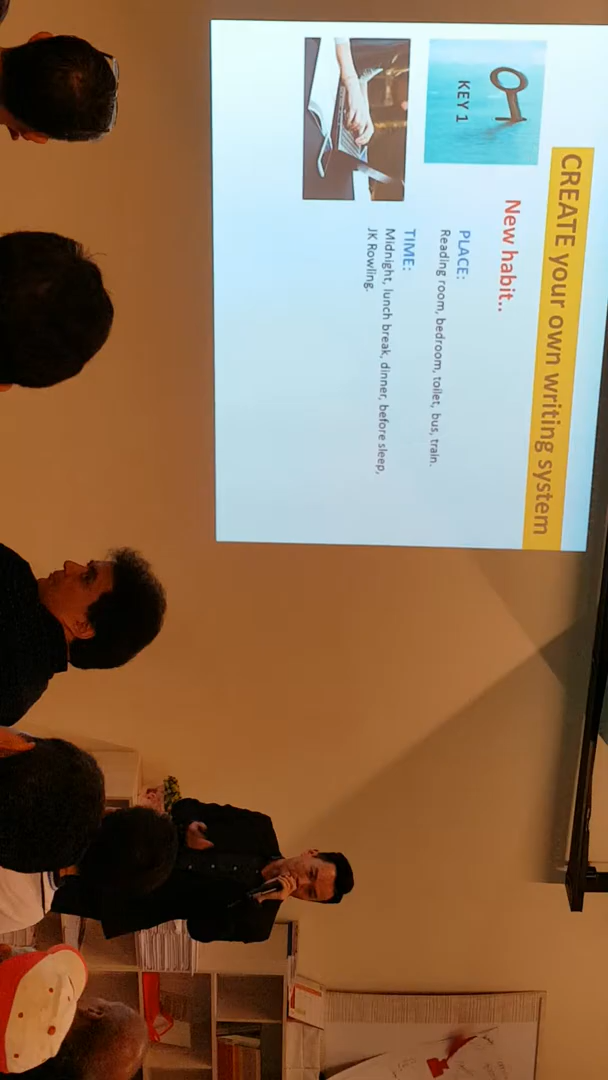 CREATE your own writing system
New habit..
KEY 1
PLACE:
Reading room, bedroom, toilet, bus, train.
TIME:
Midnight, lunch break, dinner, before sleep,
JK Rowling.